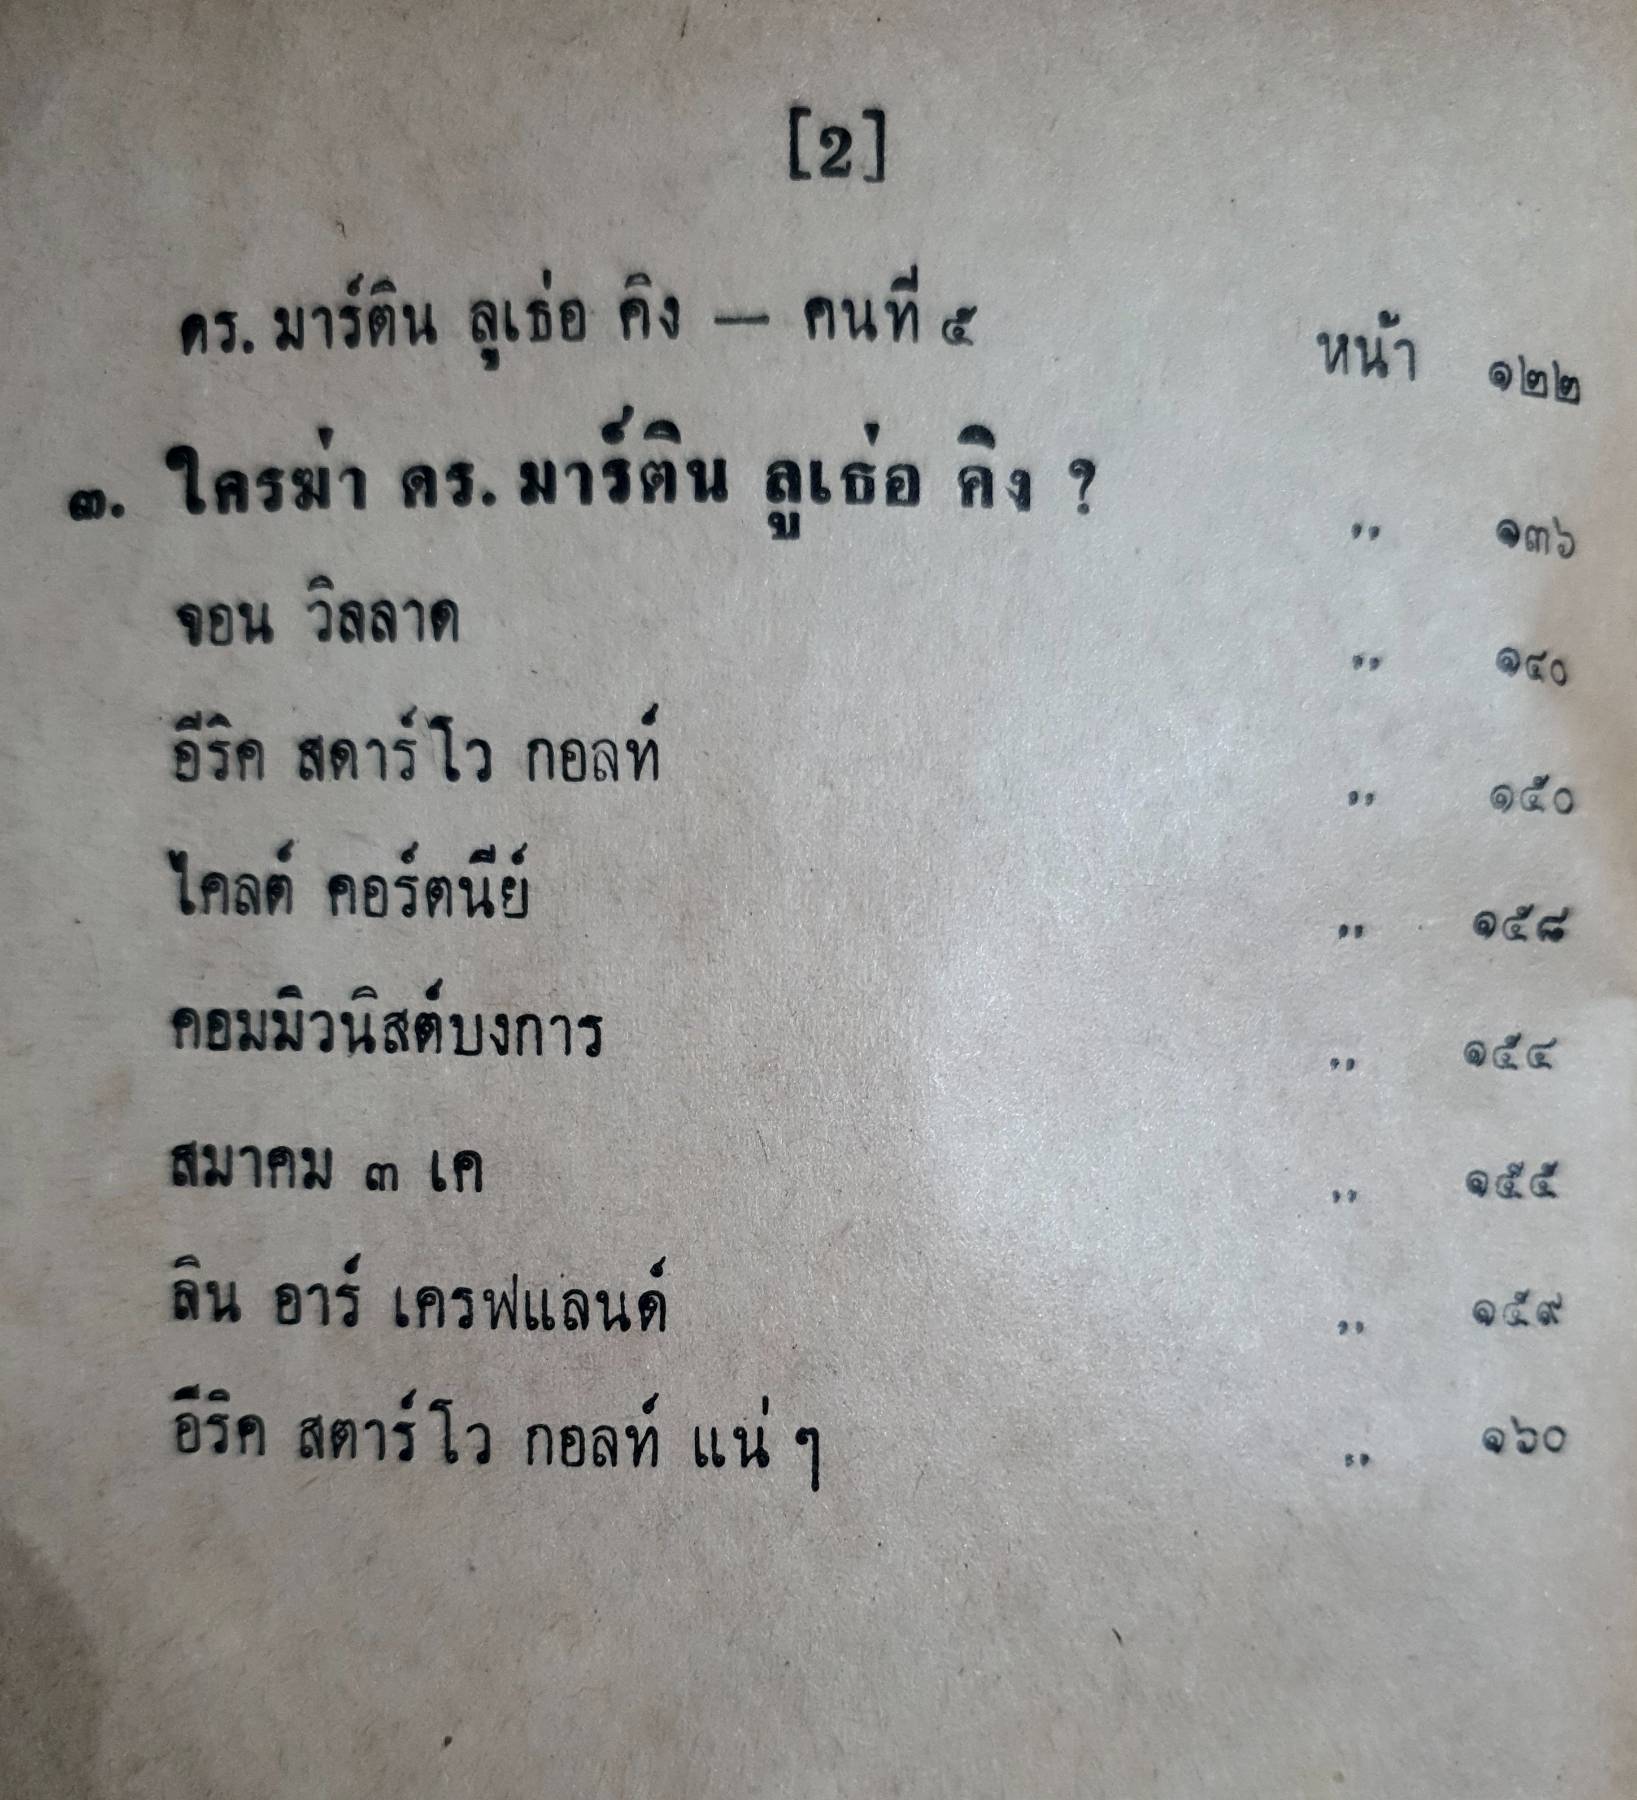 [2]
ดร. มาร์ติน ลูเธ่อ คิง — คนที่ ๕ หน้า ๑๒๒
๓. ใครฆ่า ดร. มาร์ติน ลูเธ่อ คิง ? ,, ๑๓๖
จอน วิลลาด ,, ๑๔๐
อีริค สตาร์โว กอลท์ ,, ๑๕๐
ไคลต์ คอร์ตนีย์ ,, ๑๕๘
คอมมิวนิสต์บงการ ,, ๑๕๔
สมาคม ๓ เค ,, ๑๕๕
ลิน อาร์ เครฟแลนด์ ,, ๑๕๙
อีริค สตาร์โว กอลท์ แน่ ๆ ,, ๑๖๐